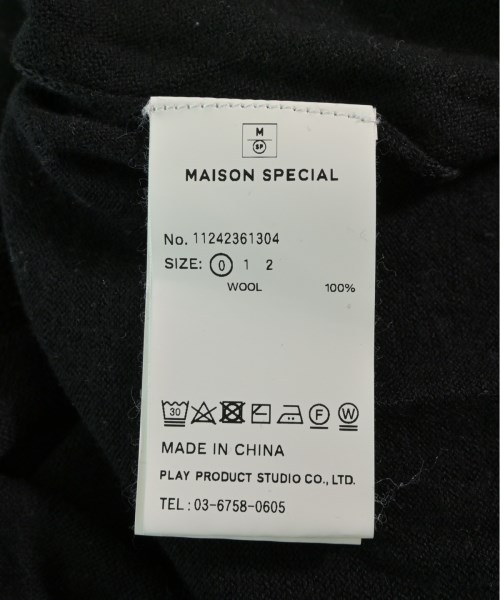 M
SP
MAISON SPECIAL
No. 11242361304
SIZE: 0 1 2
WOOL 100%
30 F W
MADE IN CHINA
PLAY PRODUCT STUDIO CO., LTD.
TEL : 03-6758-0605